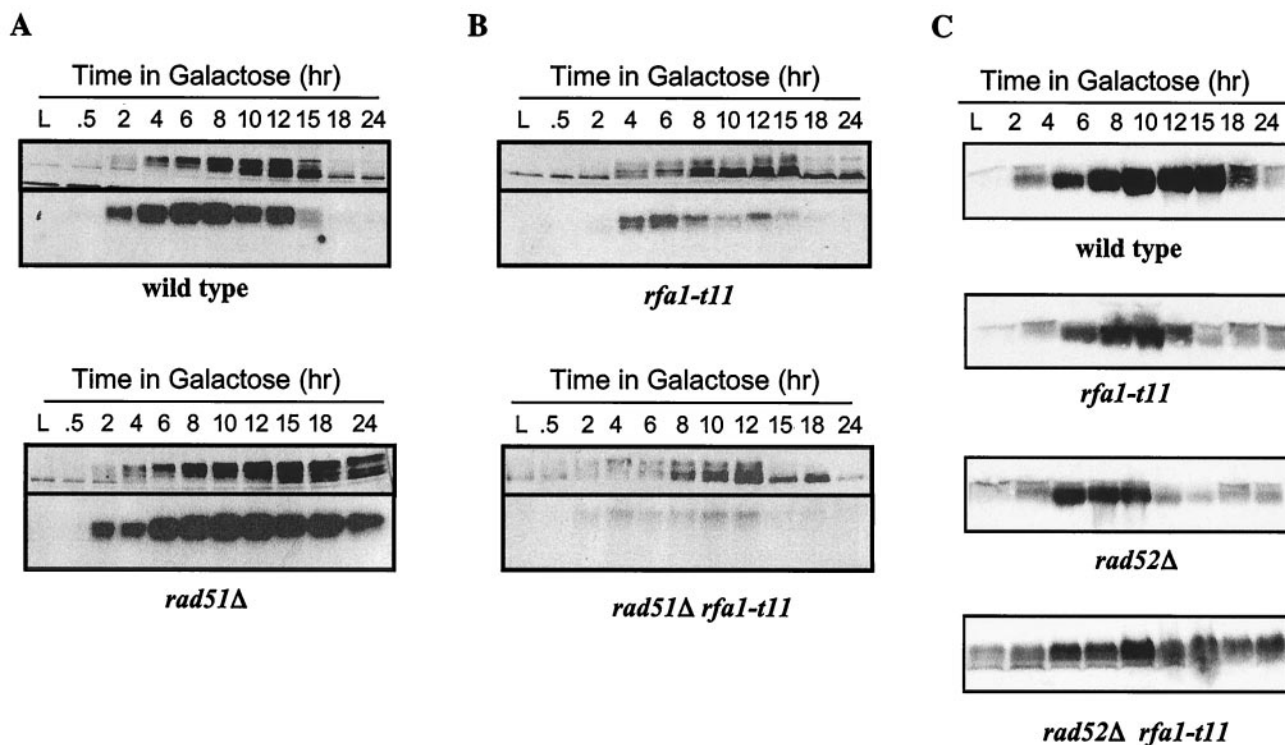 A
Time in Galactose (hr)
L .5 2 4 6 8 10 12 15 18 24
wild type
Time in Galactose (hr)
L .5 2 4 6 8 10 12 15 18 24
rad51Δ
B
Time in Galactose (hr)
L .5 2 4 6 8 10 12 15 18 24
rfa1-t11
Time in Galactose (hr)
L .5 2 4 6 8 10 12 15 18 24
rad51Δ rfa1-t11
C
Time in Galactose (hr)
L 2 4 6 8 10 12 15 18 24
wild type
rfa1-t11
rad52Δ
rad52Δ rfa1-t11